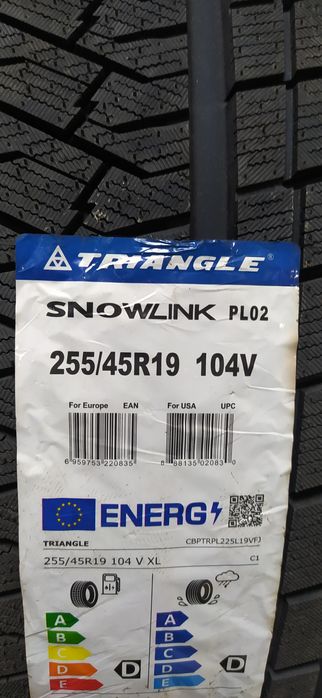 TRIANGLE®
SNOWLINK PL02
255/45R19 104V
For Europe EAN For USA UPC
6 959753 220835 6 88135 02083 0
ENERG
TRIANGLE CBPTRPL225L19VFJ
255/45R19 104 V XL C1
A A
B B
C C
D D D D
E E